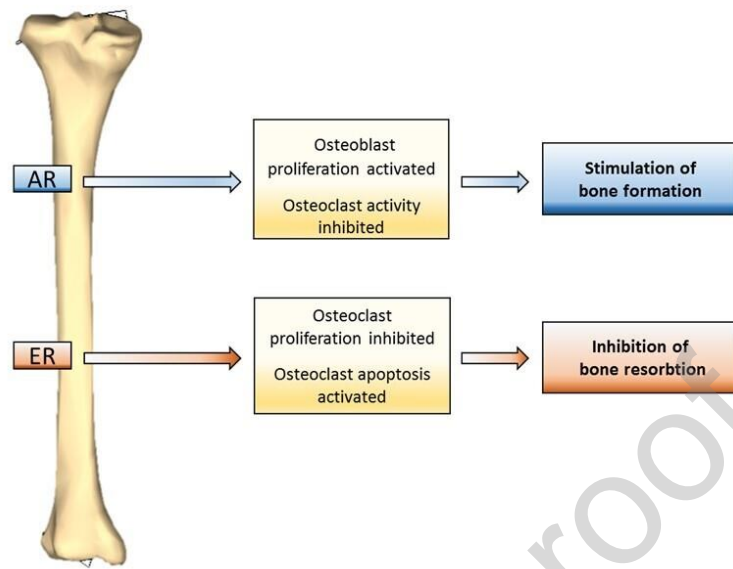 AR
Osteoblast
proliferation activated
Osteoclast activity
inhibited
Stimulation of
bone formation
ER
Osteoclast
proliferation inhibited
Osteoclast apoptosis
activated
Inhibition of
bone resorbtion
roof